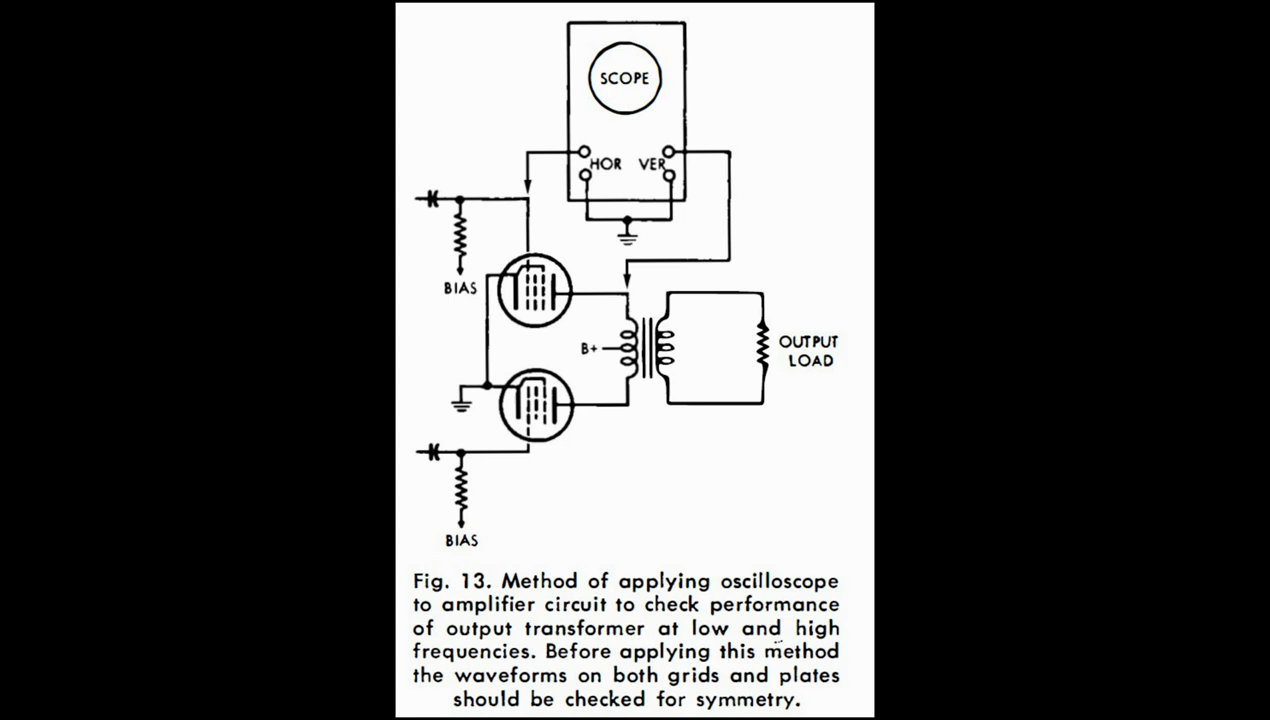 SCOPE
HOR VER
BIAS
B+
OUTPUT
LOAD
BIAS
Fig. 13. Method of applying oscilloscope
to amplifier circuit to check performance
of output transformer at low and high
frequencies. Before applying this method
the waveforms on both grids and plates
should be checked for symmetry.